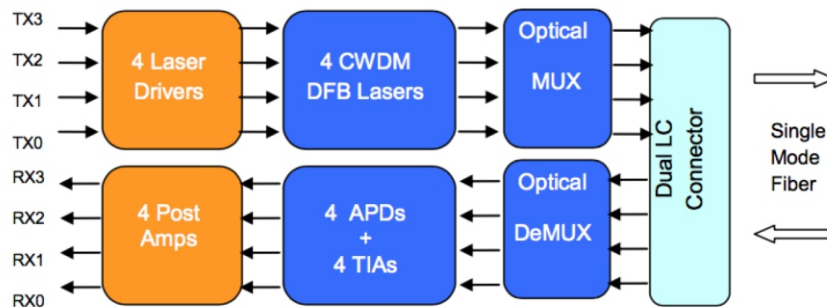 TX3
TX2
TX1
TX0
4 Laser
Drivers
4 CWDM
DFB Lasers
Optical
MUX
RX3
RX2
RX1
RX0
4 Post
Amps
4 APDs
+
4 TIAs
Optical
DeMUX
Dual LC
Connector
Single
Mode
Fiber